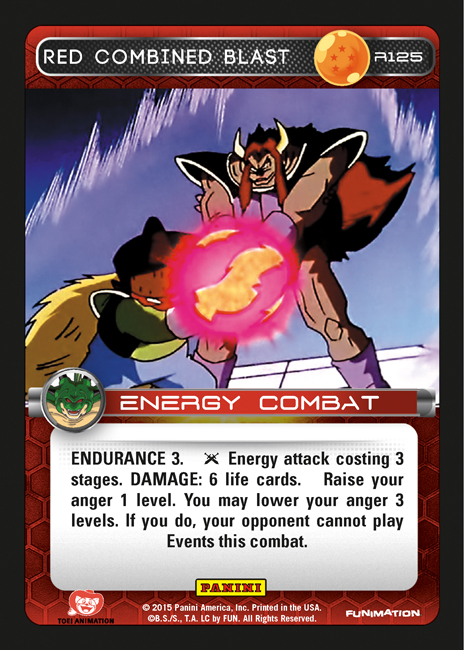 RED COMBINED BLAST R125
ENERGY COMBAT
ENDURANCE 3. Energy attack costing 3
stages. DAMAGE: 6 life cards. Raise your
anger 1 level. You may lower your anger 3
levels. If you do, your opponent cannot play
Events this combat.
PANINI
© 2015 Panini America, Inc. Printed in the USA.
©B.S./S., T.A. LC by FUN. All Rights Reserved.
TOEI ANIMATION
FUNIMATION